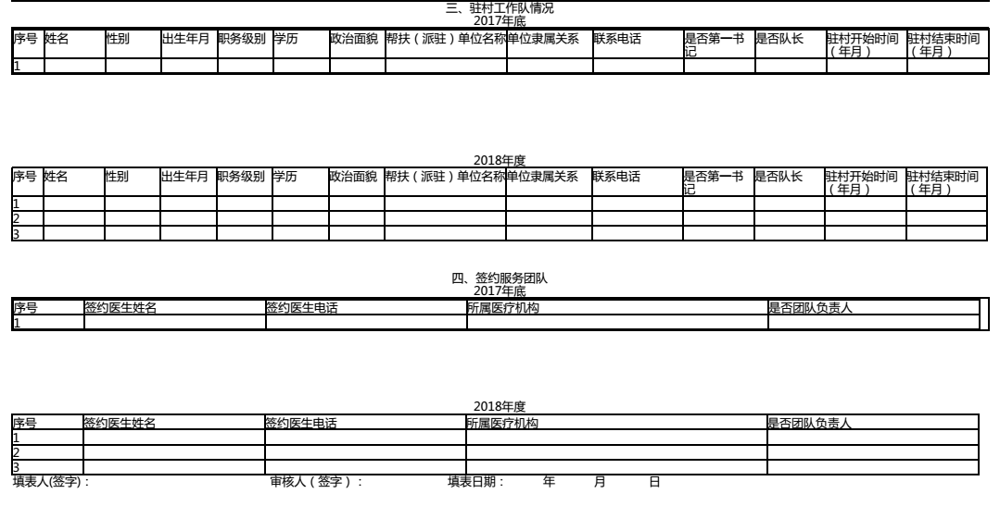 三、驻村工作队情况
2017年底
序号 姓名 性别 出生年月 职务级别 学历 政治面貌 帮扶（派驻）单位名称 单位隶属关系 联系电话 是否第一书记 是否队长 驻村开始时间（年月） 驻村结束时间（年月）
1
2018年度
序号 姓名 性别 出生年月 职务级别 学历 政治面貌 帮扶（派驻）单位名称 单位隶属关系 联系电话 是否第一书记 是否队长 驻村开始时间（年月） 驻村结束时间（年月）
1
2
3
四、签约服务团队
2017年底
序号 签约医生姓名 签约医生电话 所属医疗机构 是否团队负责人
1
2018年度
序号 签约医生姓名 签约医生电话 所属医疗机构 是否团队负责人
1
2
3
填表人(签字)： 审核人（签字）： 填表日期： 年 月 日